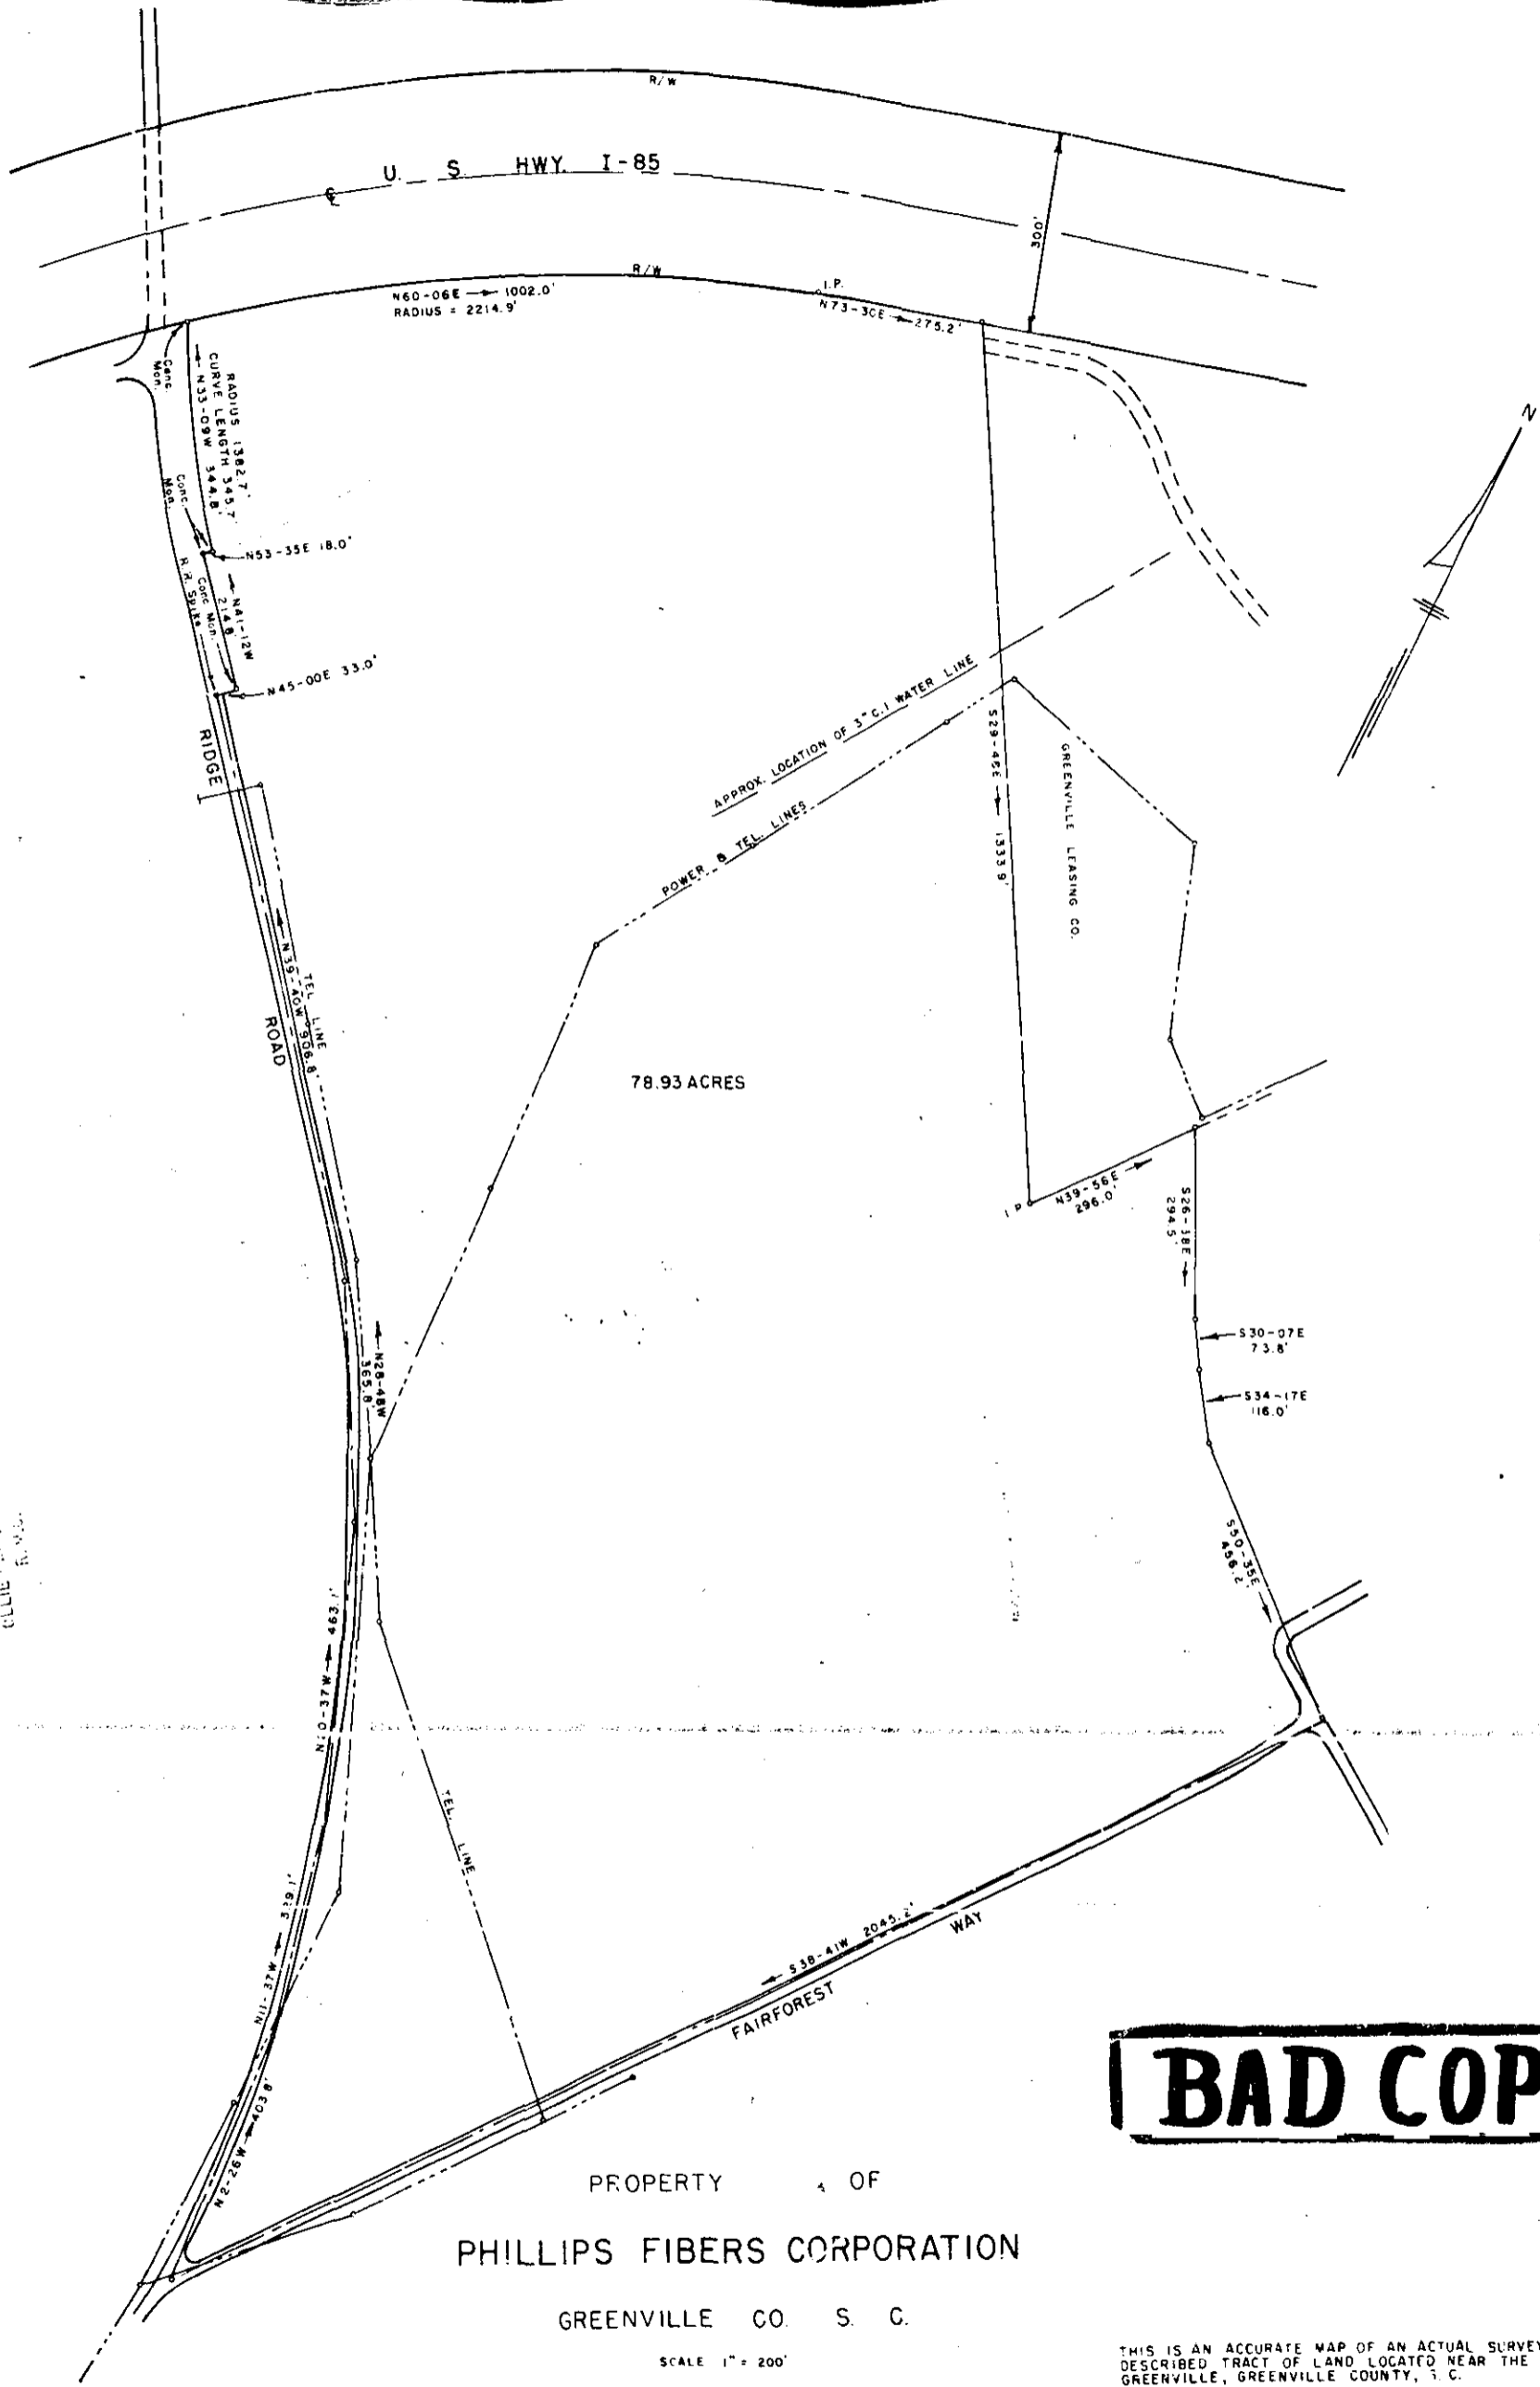 R/W
U. S. HWY. I-85
300'
R/W
I.P.
N60-06E 1002.0'
RADIUS = 2214.9'
N73-30E 275.2'
N
Conc.
Mon.
RADIUS 1382.7'
CURVE LENGTH 345.7'
N33-09W 344.8'
Conc.
Mon.
N53-35E 18.0'
N41-12W
214.8'
Conc. Mon.
R.R. Spike
N45-00E 33.0'
RIDGE
APPROX. LOCATION OF 3" C.I WATER LINE
POWER & TEL. LINES
S29-46E 1333.9'
GREENVILLE LEASING CO.
TEL. LINE
N39-40W 906.8'
ROAD
78.93 ACRES
I P
N39-56E
296.0'
S26-38E
294.5'
S30-07E
73.8'
S34-17E
116.0'
N28-48W
365.8'
S50-35E
456.2'
463.1'
TEL. LINE
N11-37W
S38-41W 2045.2'
FAIRFOREST WAY
N2-26W 403.8'
BAD COP
PROPERTY OF
PHILLIPS FIBERS CORPORATION
GREENVILLE CO. S. C.
SCALE 1" = 200'
THIS IS AN ACCURATE MAP OF AN ACTUAL SURVEY
DESCRIBED TRACT OF LAND LOCATED NEAR THE
GREENVILLE, GREENVILLE COUNTY, S. C.